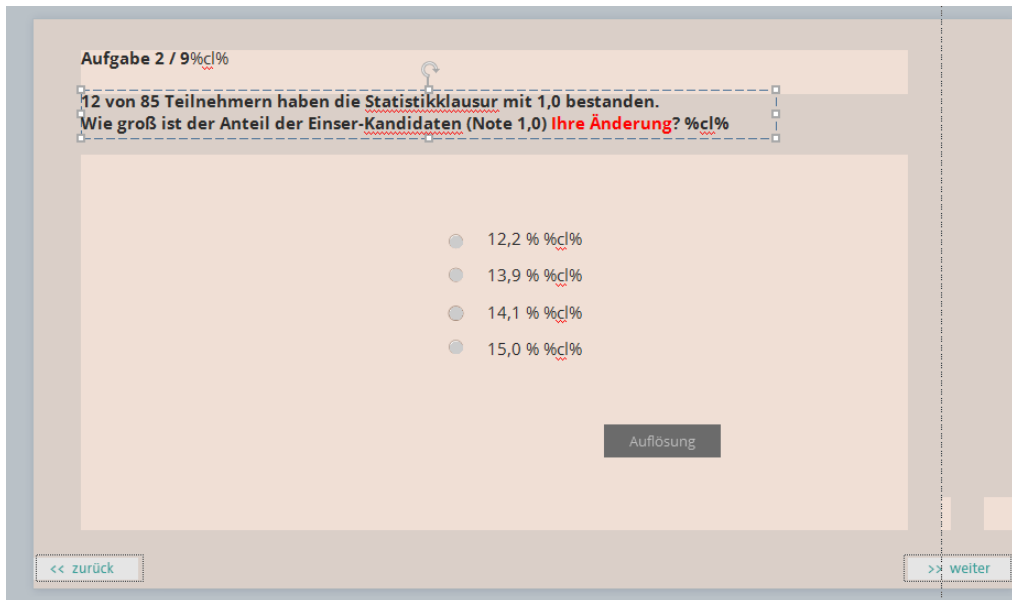 Aufgabe 2 / 9%cl%
12 von 85 Teilnehmern haben die Statistikklausur mit 1,0 bestanden.
Wie groß ist der Anteil der Einser-Kandidaten (Note 1,0) Ihre Änderung? %cl%
12,2 % %cl%
13,9 % %cl%
14,1 % %cl%
15,0 % %cl%
Auflösung
<< zurück
>> weiter